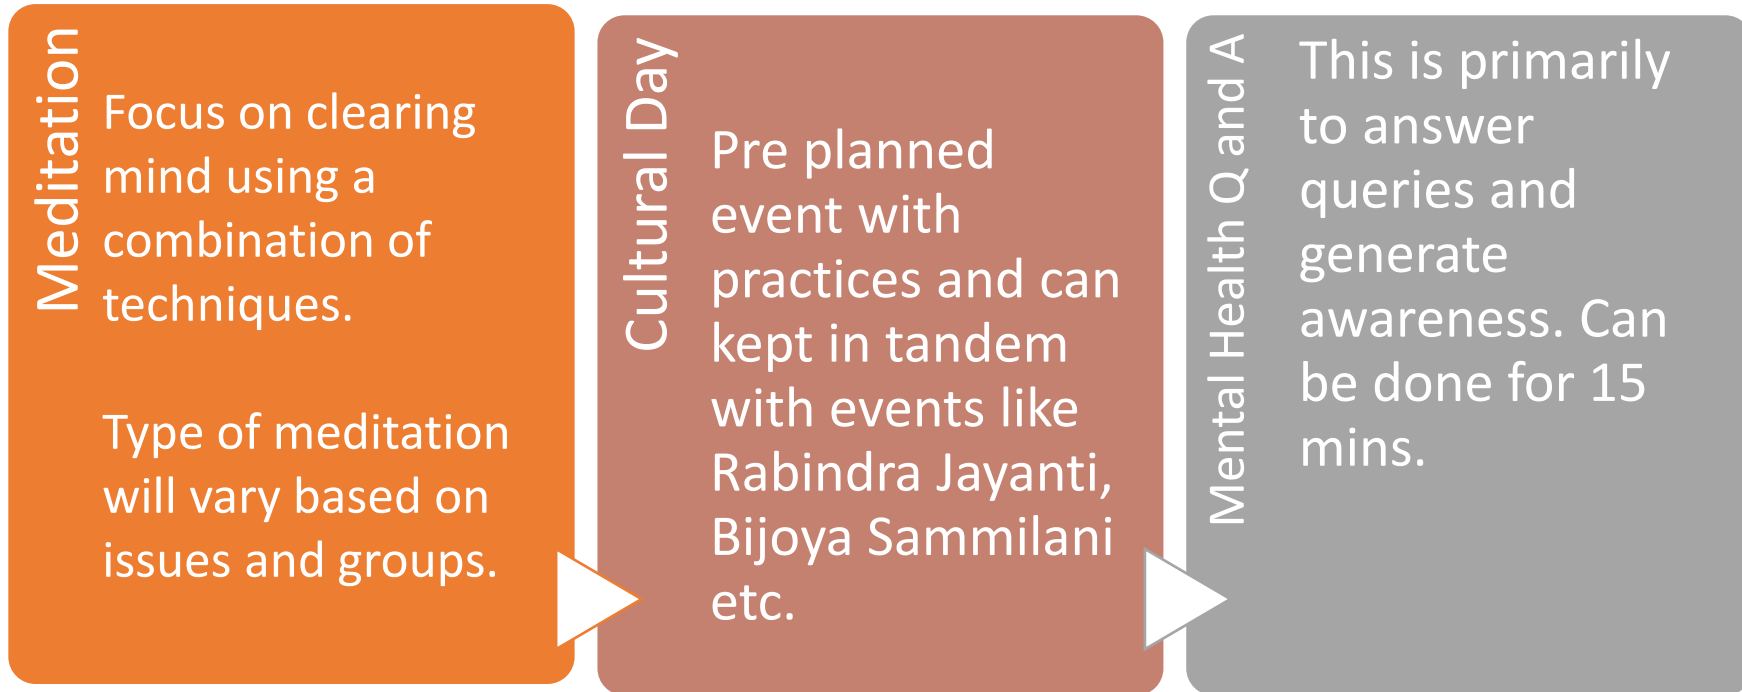 Meditation
Focus on clearing
mind using a
combination of
techniques.
Type of meditation
will vary based on
issues and groups.
Cultural Day
Pre planned
event with
practices and can
kept in tandem
with events like
Rabindra Jayanti,
Bijoya Sammilani
etc.
Mental Health Q and A
This is primarily
to answer
queries and
generate
awareness. Can
be done for 15
mins.